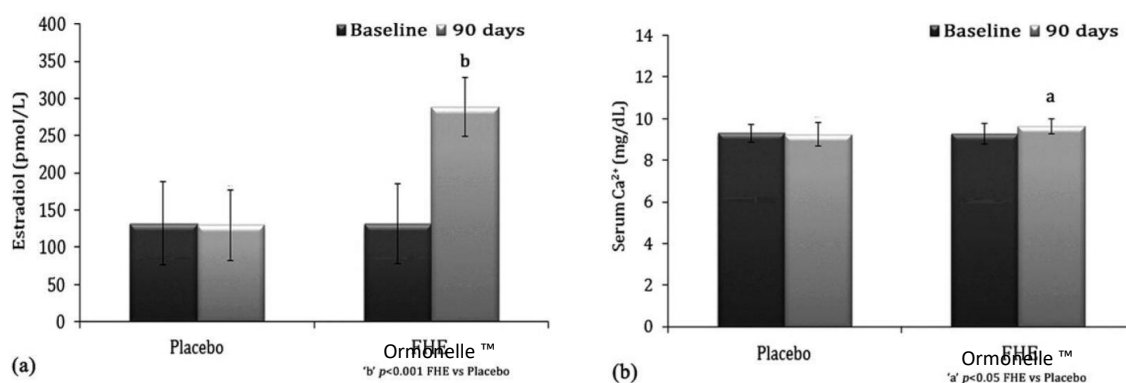 400
350
300
250
200
150
100
50
0
Estradiol (pmol/L)
Baseline 90 days
b
Placebo
FHE
Ormonelle ™
'b' p<0.001 FHE vs Placebo
(a)
14
12
10
8
6
4
2
0
Serum Ca²⁺ (mg/dL)
Baseline 90 days
a
Placebo
FHE
Ormonelle ™
'a' p<0.05 FHE vs Placebo
(b)